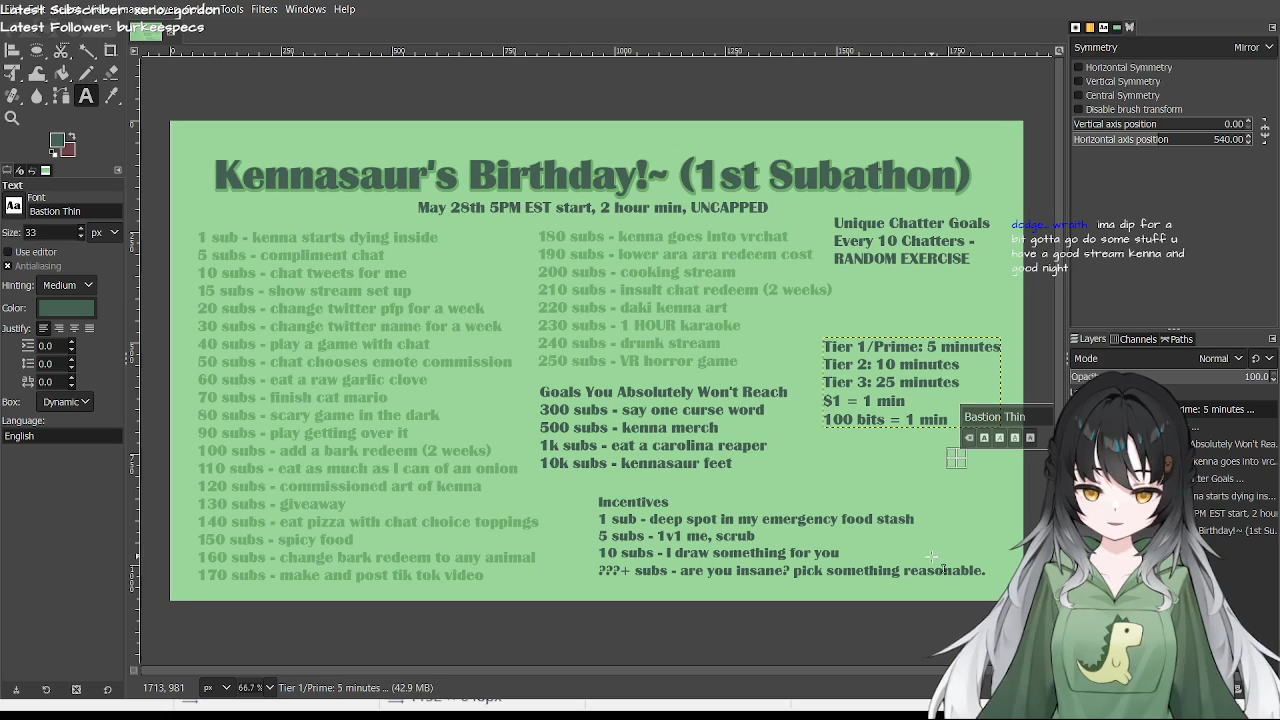 Latest Subscriber: xeno_gordon
Latest Follower: burkeespecs
Tools Filters Windows Help
Text
Font:
Bastion Thin
Size: 33 px
Use editor
Antialiasing
Hinting: Medium
Color:
Justify:
0.0
0.0
0.0
Box: Dynamic
Language:
English
0 250 500 750 1000 1250 1500 1750
Kennasaur's Birthday!~ (1st Subathon)
May 28th 5PM EST start, 2 hour min, UNCAPPED
1 sub - kenna starts dying inside
5 subs - compliment chat
10 subs - chat tweets for me
15 subs - show stream set up
20 subs - change twitter pfp for a week
30 subs - change twitter name for a week
40 subs - play a game with chat
50 subs - chat chooses emote commission
60 subs - eat a raw garlic clove
70 subs - finish cat mario
80 subs - scary game in the dark
90 subs - play getting over it
100 subs - add a bark redeem (2 weeks)
110 subs - eat as much as I can of an onion
120 subs - commissioned art of kenna
130 subs - giveaway
140 subs - eat pizza with chat choice toppings
150 subs - spicy food
160 subs - change bark redeem to any animal
170 subs - make and post tik tok video
180 subs - kenna goes into vrchat
190 subs - lower ara ara redeem cost
200 subs - cooking stream
210 subs - insult chat redeem (2 weeks)
220 subs - daki kenna art
230 subs - 1 HOUR karaoke
240 subs - drunk stream
250 subs - VR horror game
Goals You Absolutely Won't Reach
300 subs - say one curse word
500 subs - kenna merch
1k subs - eat a carolina reaper
10k subs - kennasaur feet
Incentives
1 sub - deep spot in my emergency food stash
5 subs - 1v1 me, scrub
10 subs - I draw something for you
???+ subs - are you insane? pick something reasonable.
Unique Chatter Goals
Every 10 Chatters -
RANDOM EXERCISE
Tier 1/Prime: 5 minutes
Tier 2: 10 minutes
Tier 3: 25 minutes
$1 = 1 min
100 bits = 1 min
Bastion Thin
dodge_wraith ima dip for a
bit gotta go do some stuff u
have a good stream kenna and
good night
Symmetry Mirror
Horizontal Symmetry
Vertical Symmetry
Central Symmetry
Disable brush transform
Vertical axis position 0.00
Horizontal axis position 540.00
Layers Channels Paths
Mode Normal
100.0
5 minutes ...
Absolutely Won't Rea...
kenna goes into...
Goals ...
PM EST start, 2 hour
Birthday!~ (1st S
1713, 981 px 66.7 % Tier 1/Prime: 5 minutes ... (42.9 MB)